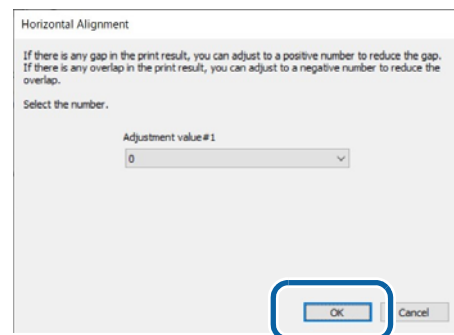 Horizontal Alignment
If there is any gap in the print result, you can adjust to a positive number to reduce the gap.
If there is any overlap in the print result, you can adjust to a negative number to reduce the
overlap.
Select the number.
Adjustment value#1
0
OK Cancel